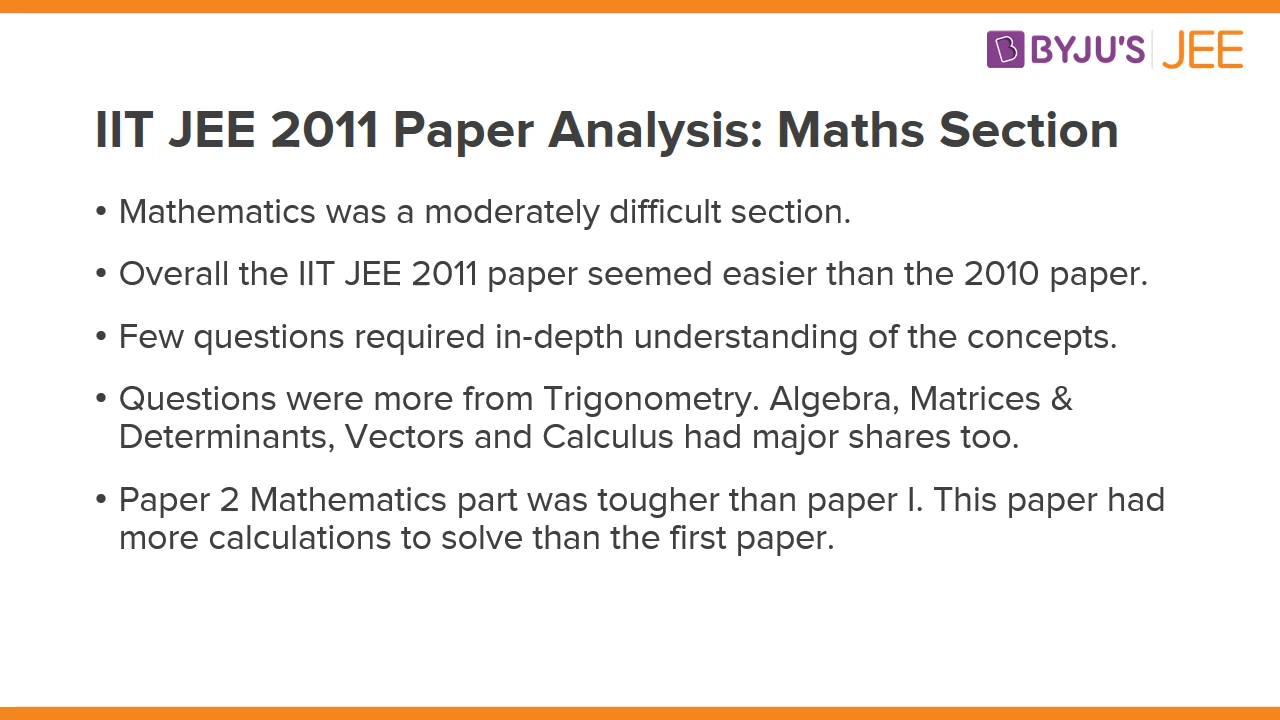 BYJU'S JEE
IIT JEE 2011 Paper Analysis: Maths Section
• Mathematics was a moderately difficult section.
• Overall the IIT JEE 2011 paper seemed easier than the 2010 paper.
• Few questions required in-depth understanding of the concepts.
• Questions were more from Trigonometry. Algebra, Matrices &
Determinants, Vectors and Calculus had major shares too.
• Paper 2 Mathematics part was tougher than paper I. This paper had
more calculations to solve than the first paper.